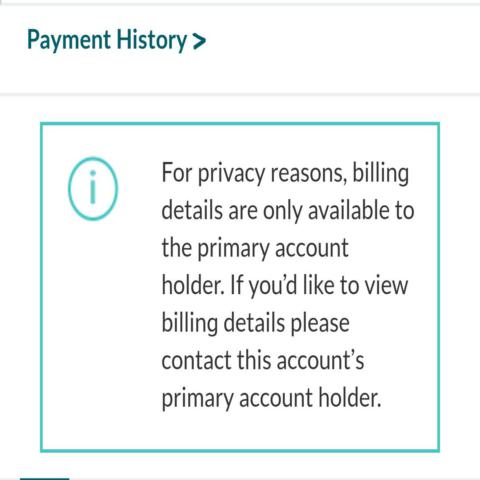 Payment History >
For privacy reasons, billing
details are only available to
the primary account
holder. If you’d like to view
billing details please
contact this account’s
primary account holder.